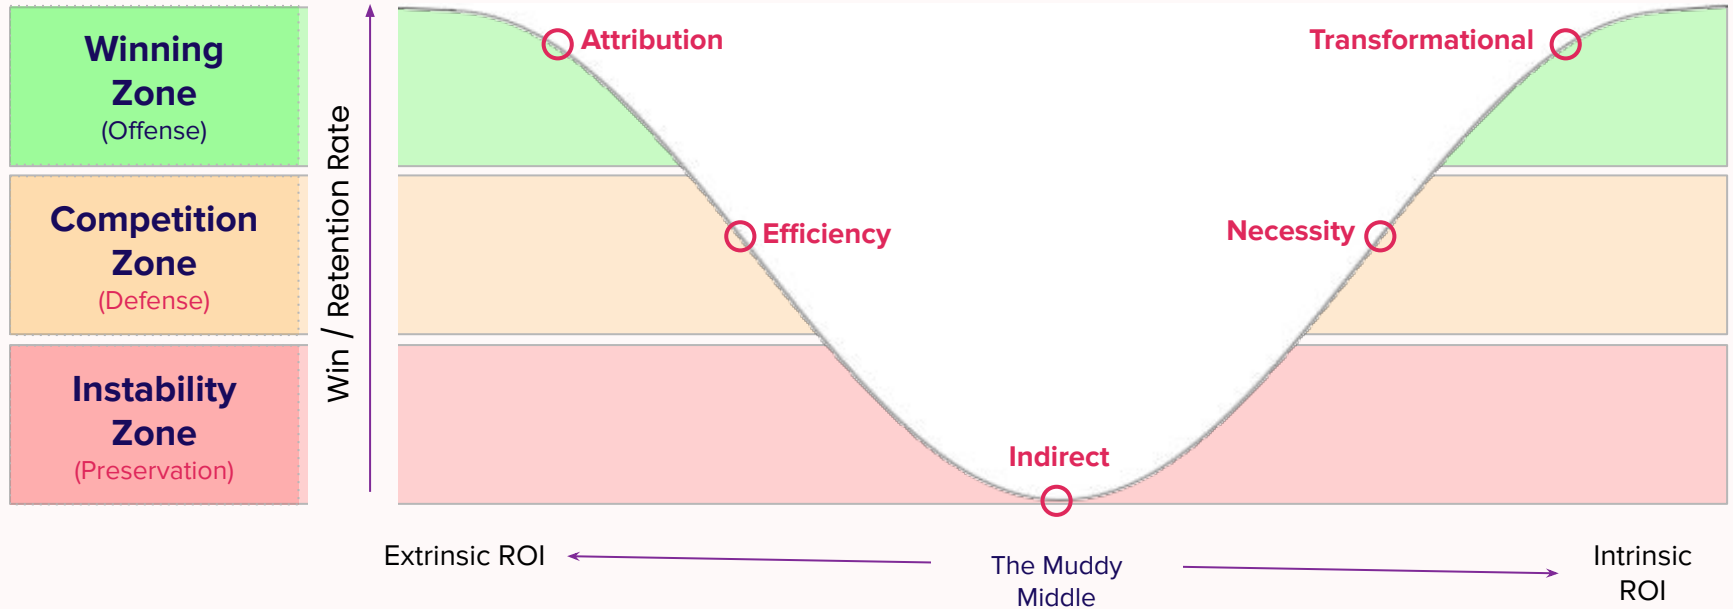 Winning
Zone
(Offense)
Competition
Zone
(Defense)
Instability
Zone
(Preservation)
Win / Retention Rate
Attribution
Transformational
Efficiency
Necessity
Indirect
Extrinsic ROI
The Muddy
Middle
Intrinsic
ROI